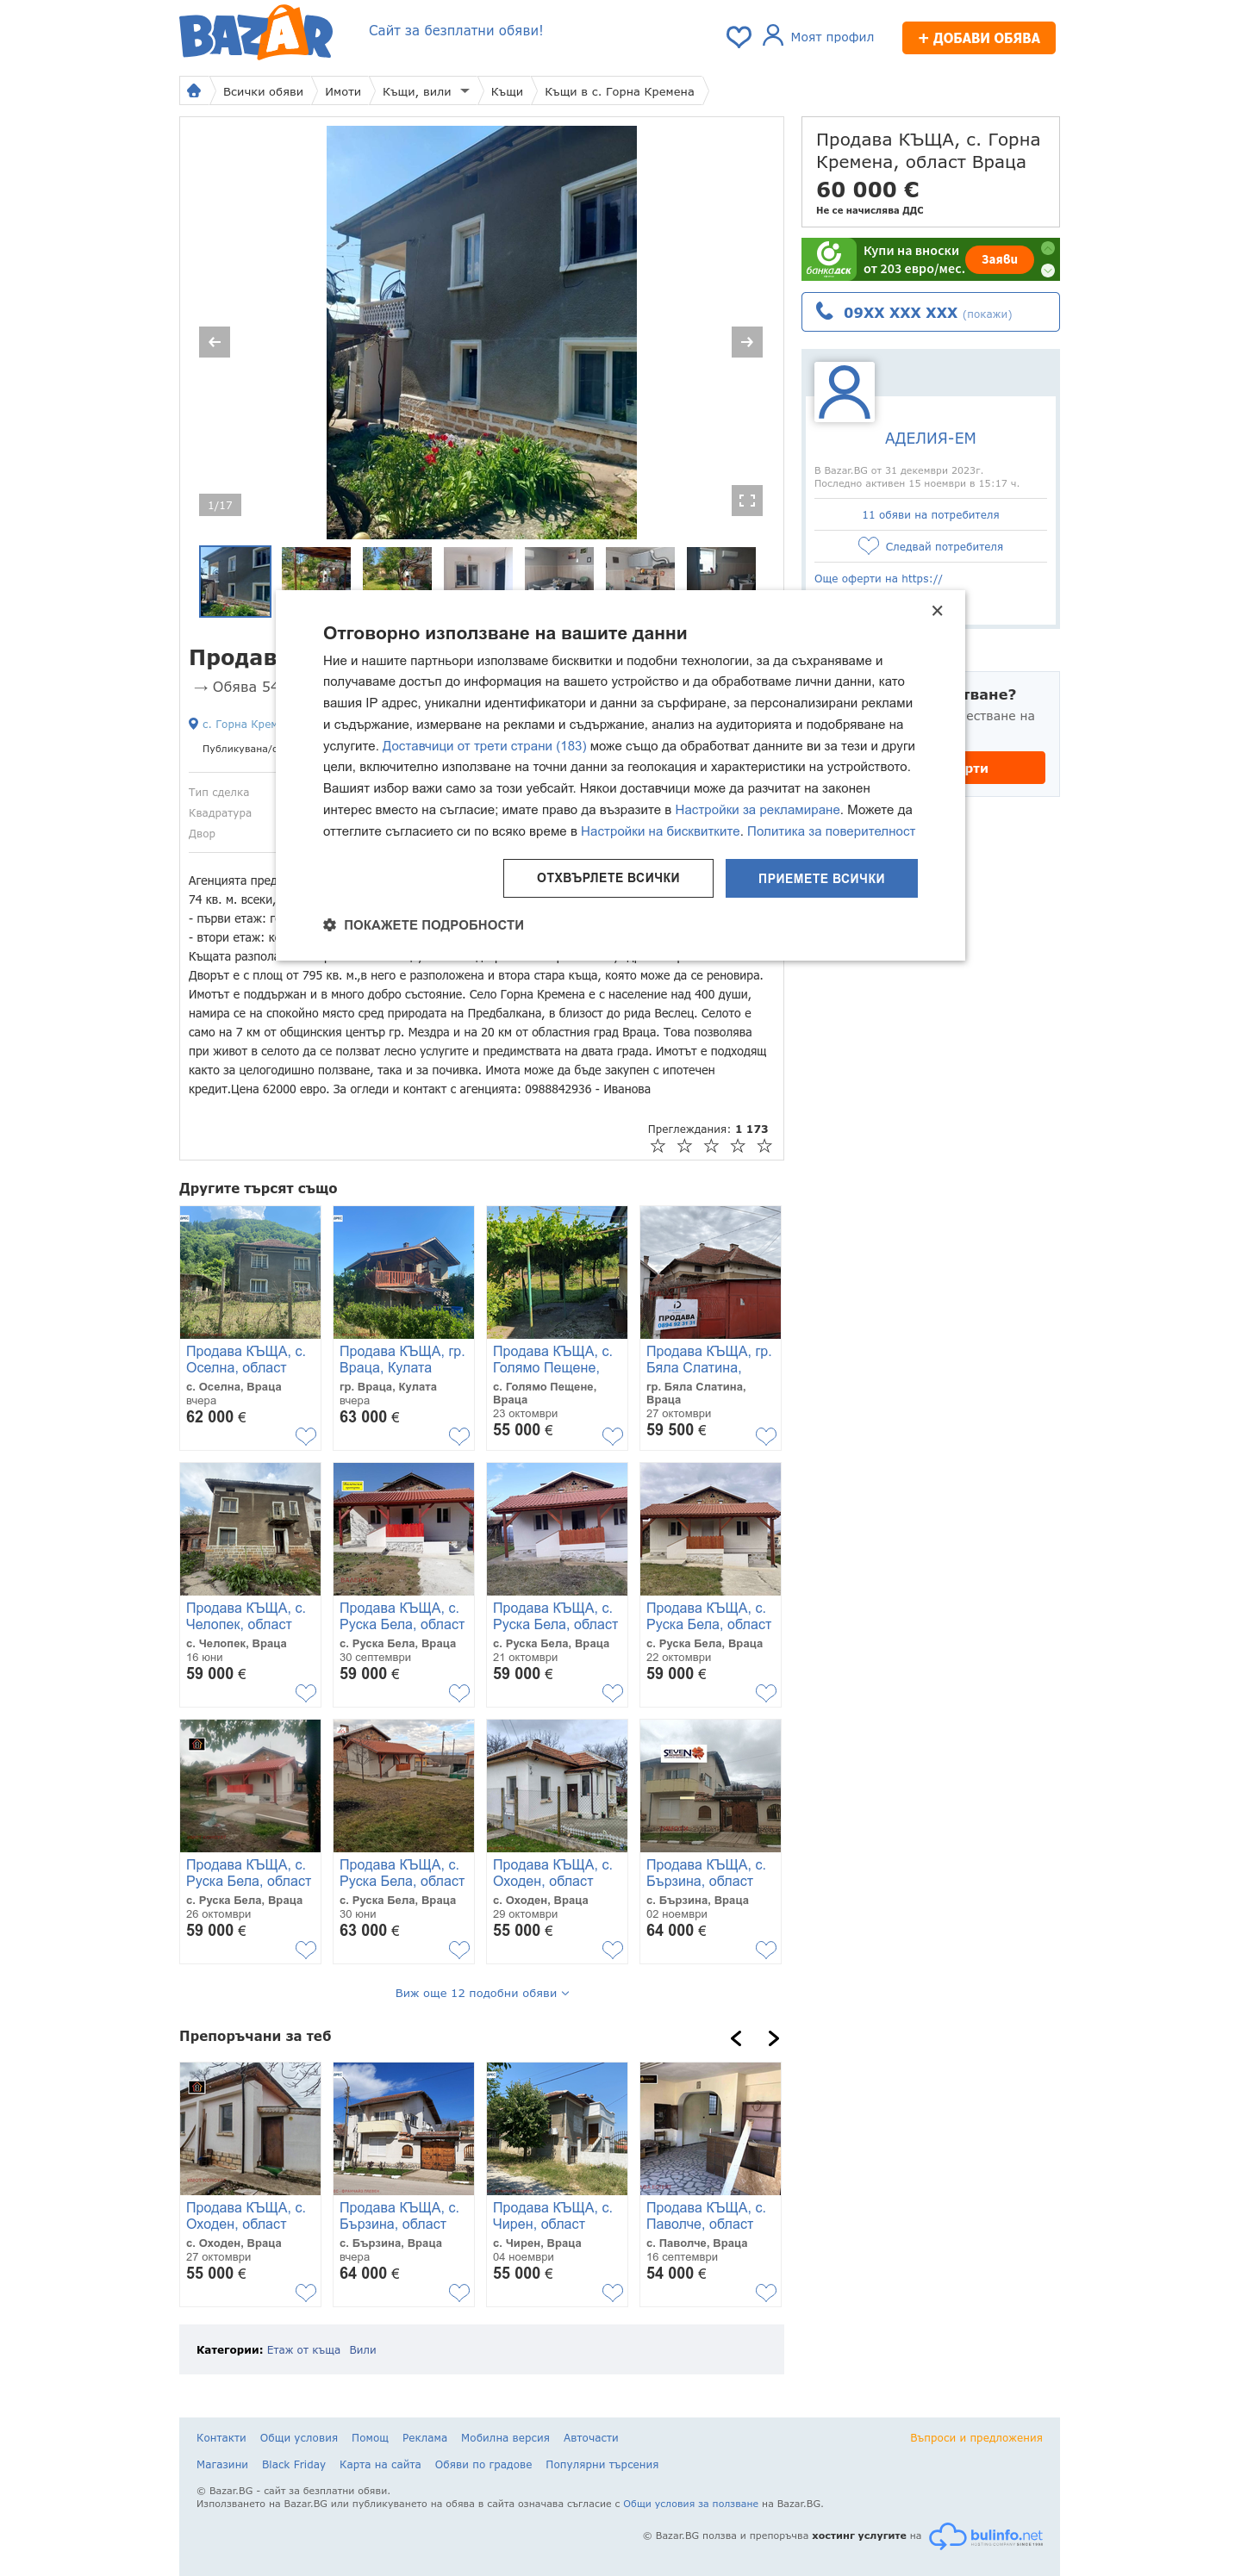 BAZAR
Сайт за безплатни обяви!
Моят профил
+ ДОБАВИ ОБЯВА
Всички обяви
Имоти
Къщи, вили
Къщи
Къщи в с. Горна Кремена
1/17
Продава КЪЩА, с. Горна
Кремена, област Враца
60 000 €
Не се начислява ДДС
банка дск
Купи на вноски
от 203 евро/мес.
Заяви
09XX XXX XXX (покажи)
АДЕЛИЯ-ЕМ
В Bazar.BG от 31 декември 2023г.
Последно активен 15 ноември в 15:17 ч.
11 обяви на потребителя
Следвай потребителя
Още оферти на https://
Отговорно използване на вашите данни
Ние и нашите партньори използваме бисквитки и подобни технологии, за да съхраняваме и
получаваме достъп до информация на вашето устройство и да обработваме лични данни, като
вашия IP адрес, уникални идентификатори и данни за сърфиране, за персонализирани реклами
и съдържание, измерване на реклами и съдържание, анализ на аудиторията и подобряване на
услугите. Доставчици от трети страни (183) може също да обработват данните ви за тези и други
цели, включително използване на точни данни за геолокация и характеристики на устройството.
Вашият избор важи само за този уебсайт. Някои доставчици може да разчитат на законен
интерес вместо на съгласие; имате право да възразите в Настройки за рекламиране. Можете да
оттеглите съгласието си по всяко време в Настройки на бисквитките. Политика за поверителност
ОТХВЪРЛЕТЕ ВСИЧКИ
ПРИЕМЕТЕ ВСИЧКИ
ПОКАЖЕТЕ ПОДРОБНОСТИ
→ Обява 54
с. Горна Крем
Тип сделка
Квадратура
Двор
74 кв. м. всеки,
- първи етаж:
- втори етаж:
Дворът е с площ от 795 кв. м.,в него е разположена и втора стара къща, която може да се реновира.
Имотът е поддържан и в много добро състояние. Село Горна Кремена е с население над 400 души,
намира се на спокойно място сред природата на Предбалкана, в близост до рида Веслец. Селото е
само на 7 км от общинския център гр. Мездра и на 20 км от областния град Враца. Това позволява
при живот в селото да се ползват лесно услугите и предимствата на двата града. Имотът е подходящ
както за целогодишно ползване, така и за почивка. Имота може да бъде закупен с ипотечен
кредит.Цена 62000 евро. За огледи и контакт с агенцията: 0988842936 - Иванова
Преглеждания: 1 173
Другите търсят също
ПРОДАВА
Продава КЪЩА, с.
Оселна, област
с. Оселна, Враца
вчера
62 000 €
Продава КЪЩА, гр.
Враца, Кулата
гр. Враца, Кулата
вчера
63 000 €
Продава КЪЩА, с.
Голямо Пещене,
с. Голямо Пещене,
Враца
23 октомври
55 000 €
Продава КЪЩА, гр.
Бяла Слатина,
гр. Бяла Слатина,
Враца
27 октомври
59 500 €
Продава КЪЩА, с.
Челопек, област
с. Челопек, Враца
16 юни
59 000 €
Продава КЪЩА, с.
Руска Бела, област
с. Руска Бела, Враца
30 септември
59 000 €
Продава КЪЩА, с.
Руска Бела, област
с. Руска Бела, Враца
21 октомври
59 000 €
Продава КЪЩА, с.
Руска Бела, област
с. Руска Бела, Враца
22 октомври
59 000 €
SEVEN
Продава КЪЩА, с.
Руска Бела, област
с. Руска Бела, Враца
26 октомври
59 000 €
Продава КЪЩА, с.
Руска Бела, област
с. Руска Бела, Враца
30 юни
63 000 €
Продава КЪЩА, с.
Оходен, област
с. Оходен, Враца
29 октомври
55 000 €
Продава КЪЩА, с.
Бързина, област
с. Бързина, Враца
02 ноември
64 000 €
Виж още 12 подобни обяви
Препоръчани за теб
Продава КЪЩА, с.
Оходен, област
с. Оходен, Враца
27 октомври
55 000 €
Продава КЪЩА, с.
Бързина, област
с. Бързина, Враца
вчера
64 000 €
Продава КЪЩА, с.
Чирен, област
с. Чирен, Враца
04 ноември
55 000 €
Продава КЪЩА, с.
Паволче, област
с. Паволче, Враца
16 септември
54 000 €
Категории: Етаж от къща Вили
Контакти Общи условия Помощ Реклама Мобилна версия Авточасти
Въпроси и предложения
Магазини Black Friday Карта на сайта Обяви по градове Популярни търсения
© Bazar.BG - сайт за безплатни обяви.
Използването на Bazar.BG или публикуването на обява в сайта означава съгласие с Общи условия за ползване на Bazar.BG.
© Bazar.BG ползва и препоръчва хостинг услугите на
bulinfo.net